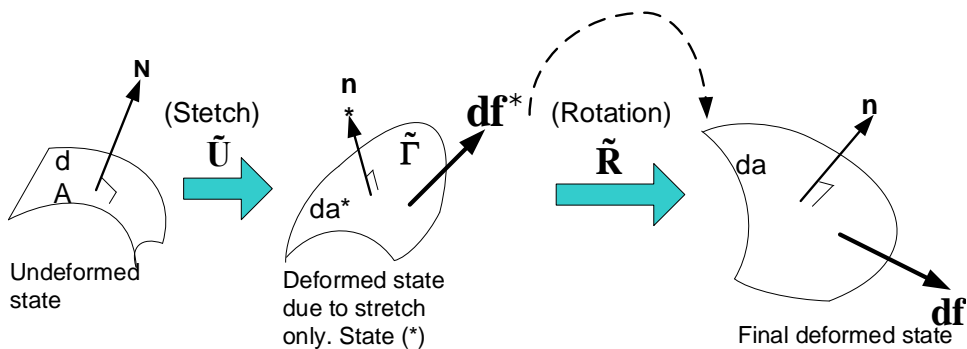 N
d
A
Undeformed
state
(Stetch)
Ũ
n
*
da*
Γ̃
df*
Deformed state
due to stretch
only. State (*)
(Rotation)
R̃
da
n
df
Final deformed state